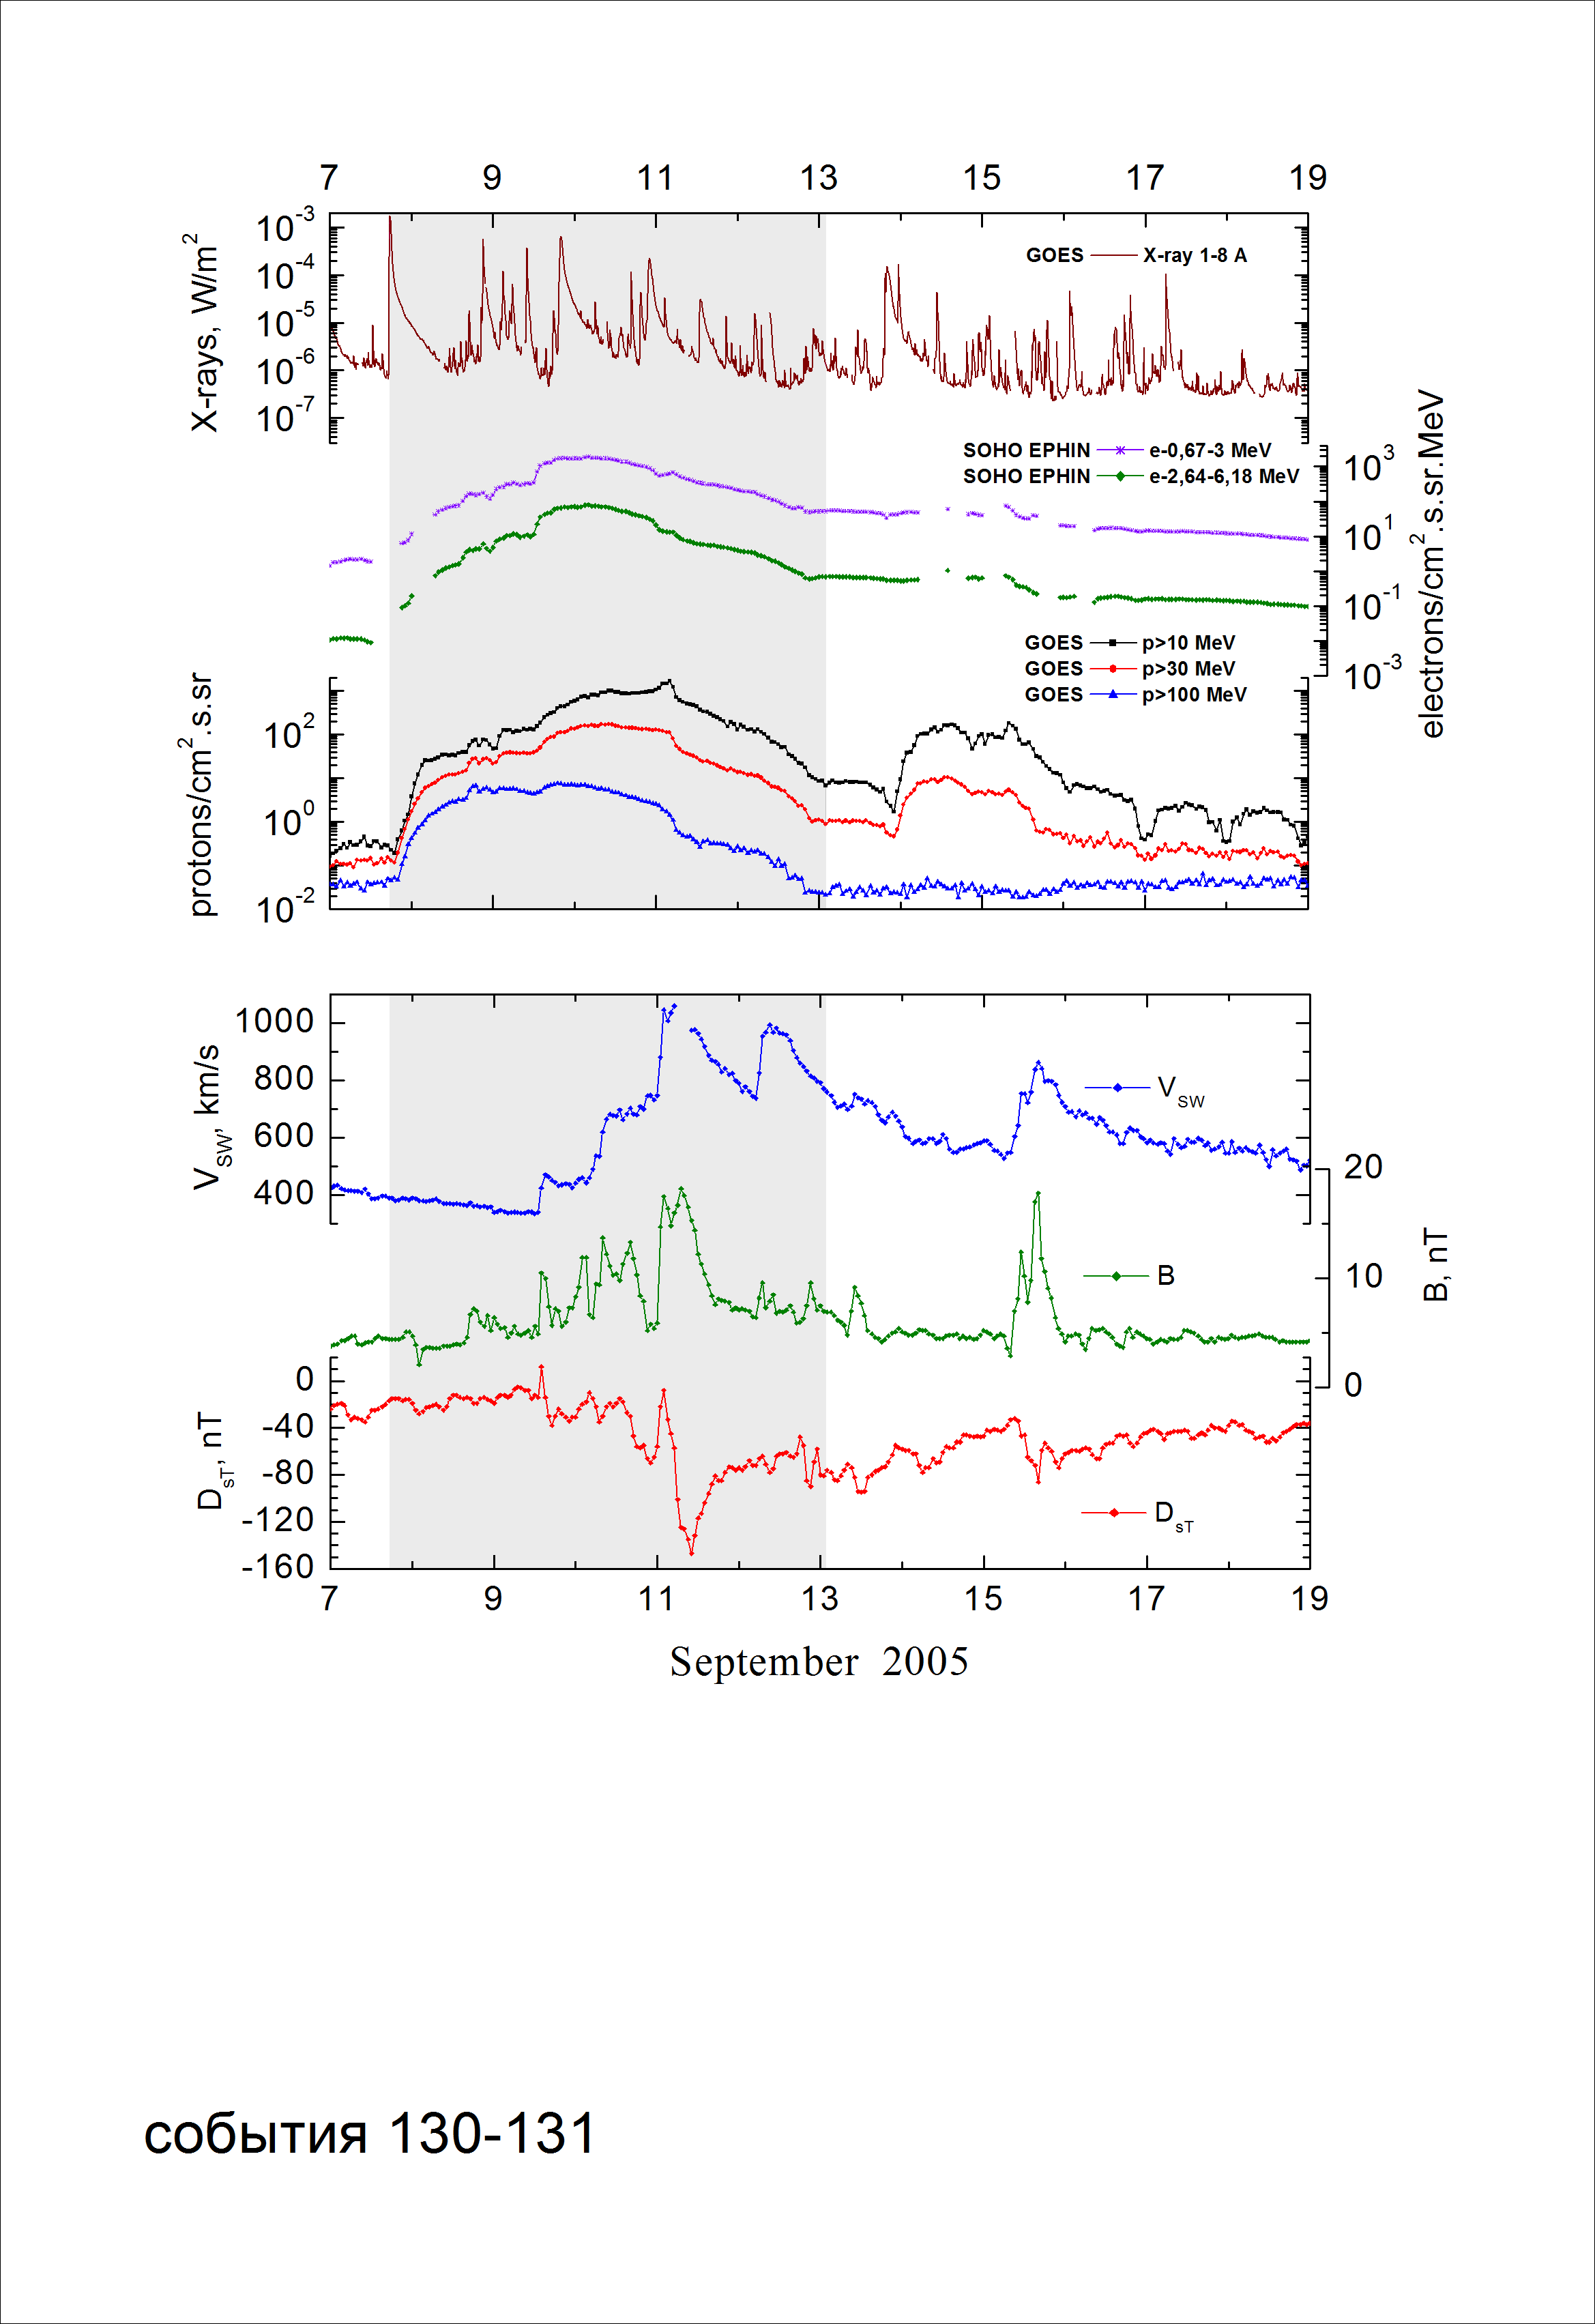 7 9 11 13 15 17 19
X-rays, W/m²
10⁻³
10⁻⁴
10⁻⁵
10⁻⁶
10⁻⁷
GOES X-ray 1-8 A
SOHO EPHIN e-0,67-3 MeV
SOHO EPHIN e-2,64-6,18 MeV
10³
10¹
10⁻¹
10⁻³
electrons/cm².s.sr.MeV
GOES p>10 MeV
GOES p>30 MeV
GOES p>100 MeV
protons/cm².s.sr
10²
10⁰
10⁻²
V_SW, km/s
1000
800
600
400
V_SW
20
10
0
B, nT
B
D_sT, nT
0
-40
-80
-120
-160
D_sT
7 9 11 13 15 17 19
September 2005
события 130-131